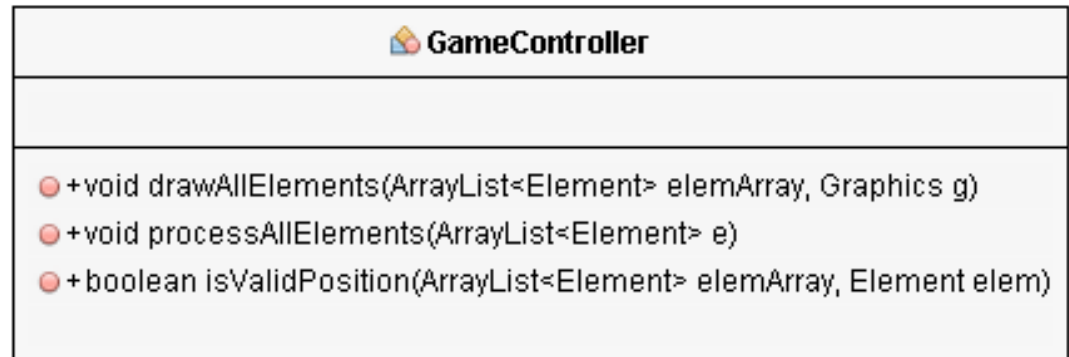 GameController
+void drawAllElements(ArrayList<Element> elemArray, Graphics g)
+void processAllElements(ArrayList<Element> e)
+boolean isValidPosition(ArrayList<Element> elemArray, Element elem)